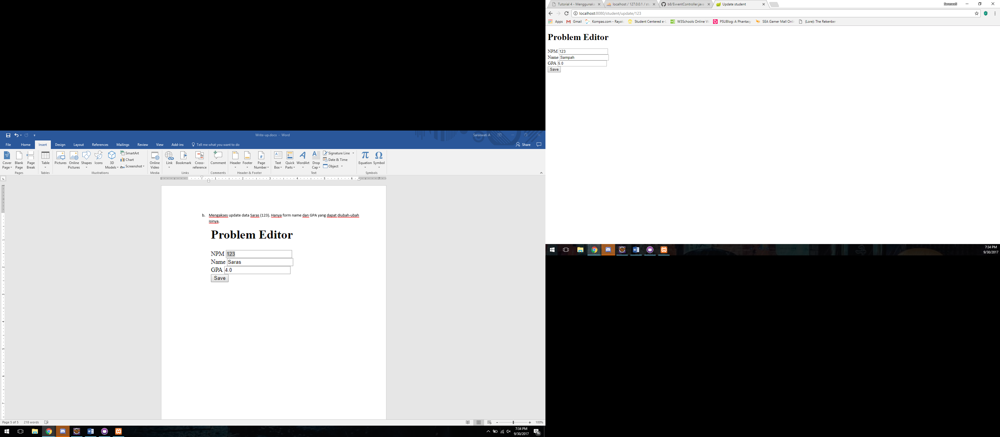 Write-up.docx - Word
Saraswati A
File Home Insert Design Layout References Mailings Review View Add-ins Tell me what you want to do
Share
Cover Page
Blank Page
Page Break
Pages
Table
Tables
Pictures
Online Pictures
Shapes
Icons
3D Models
SmartArt
Chart
Screenshot
Illustrations
Online Video
Media
Link
Bookmark
Cross-reference
Links
Comment
Comments
Header
Footer
Page Number
Header & Footer
Text Box
Quick Parts
WordArt
Drop Cap
Signature Line
Date & Time
Object
Text
Equation
Symbol
Symbols
b. Mengakses update data Saras (123). Hanya form name dan GPA yang dapat diubah-ubah
isinya.
Problem Editor
NPM 123
Name Saras
GPA 4.0
Save
Page 5 of 5 218 words
100%
7:34 PM
9/30/2017
16
Tutorial 4 - Menggunaka
localhost / 127.0.0.1 / stu
b8/EvventController.java
Update student
Saraswati
localhost:8080/student/update/123
Apps
Gmail
Kompas.com - Rayak
Student Centered e-L
W3Schools Online W
PSUBlog: A Phantasy
SEA Gamer Mall Onli
(Lore): The Rekenber
Problem Editor
NPM 123
Name Sampah
GPA 5.0
Save
7:34 PM
9/30/2017